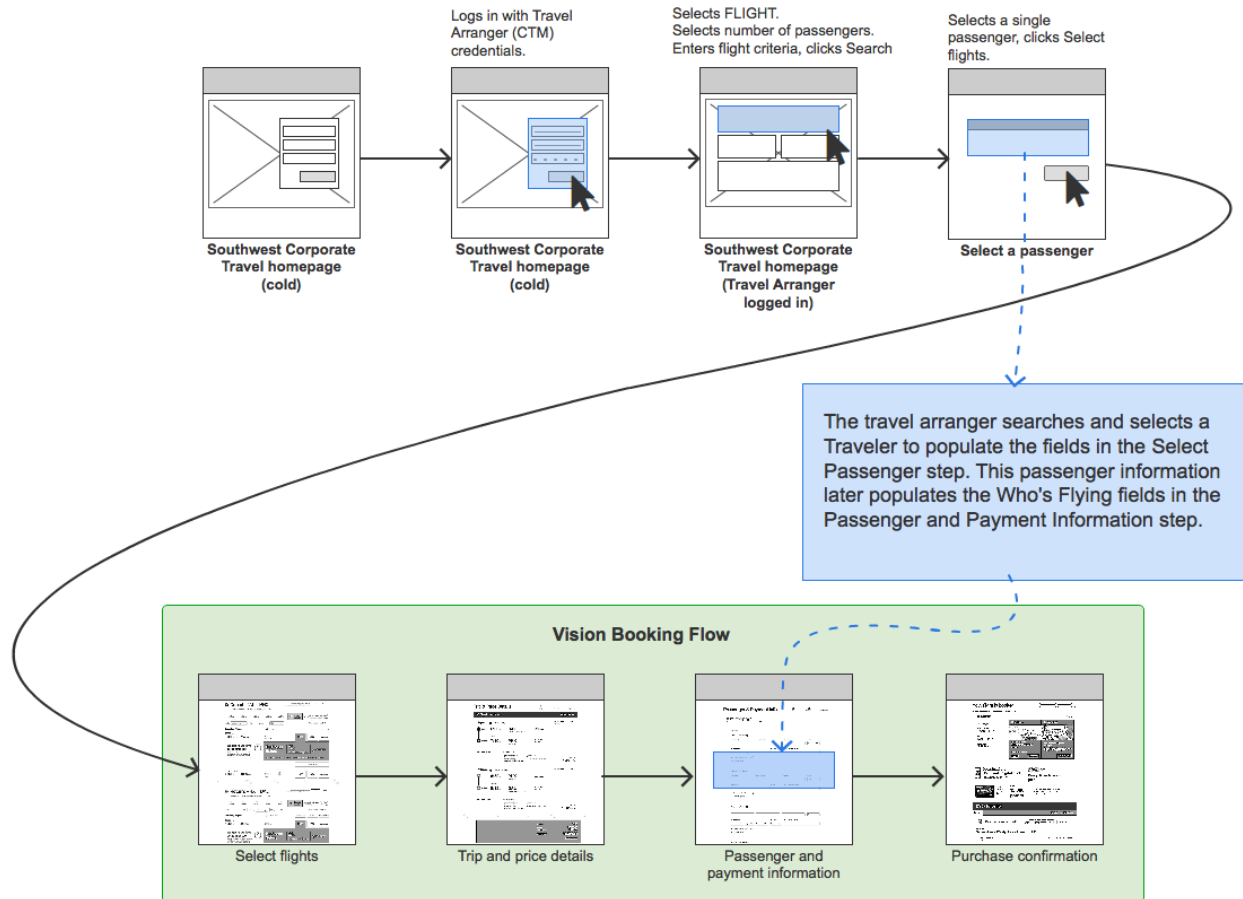 Logs in with Travel
Arranger (CTM)
credentials.
Selects FLIGHT.
Selects number of passengers.
Enters flight criteria, clicks Search
Selects a single
passenger, clicks Select
flights.
Southwest Corporate
Travel homepage
(cold)
Southwest Corporate
Travel homepage
(cold)
Southwest Corporate
Travel homepage
(Travel Arranger
logged in)
Select a passenger
The travel arranger searches and selects a
Traveler to populate the fields in the Select
Passenger step. This passenger information
later populates the Who's Flying fields in the
Passenger and Payment Information step.
Vision Booking Flow
Select flights
Trip and price details
Passenger and
payment information
Purchase confirmation